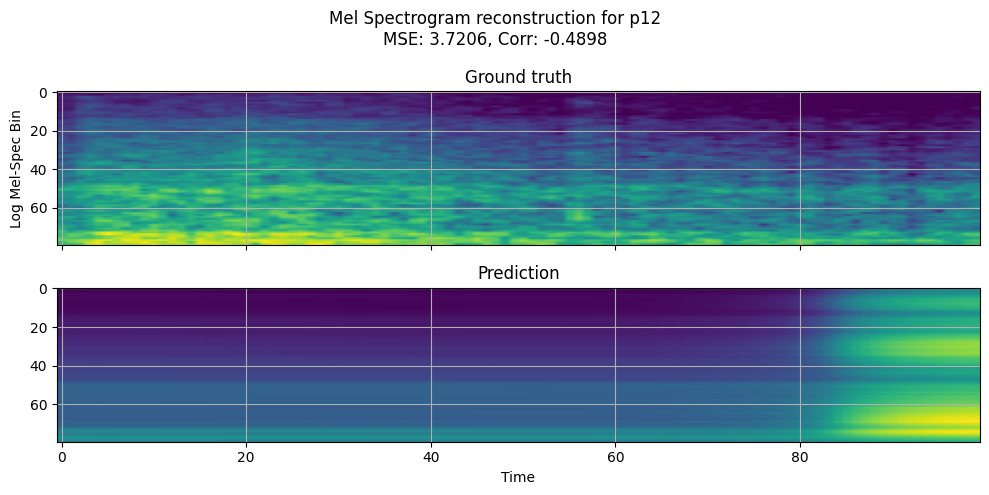 Mel Spectrogram reconstruction for p12
MSE: 3.7206, Corr: -0.4898
Ground truth
0
20
40
60
Log Mel-Spec Bin
Prediction
0
20
40
60
0 20 40 60 80
Time